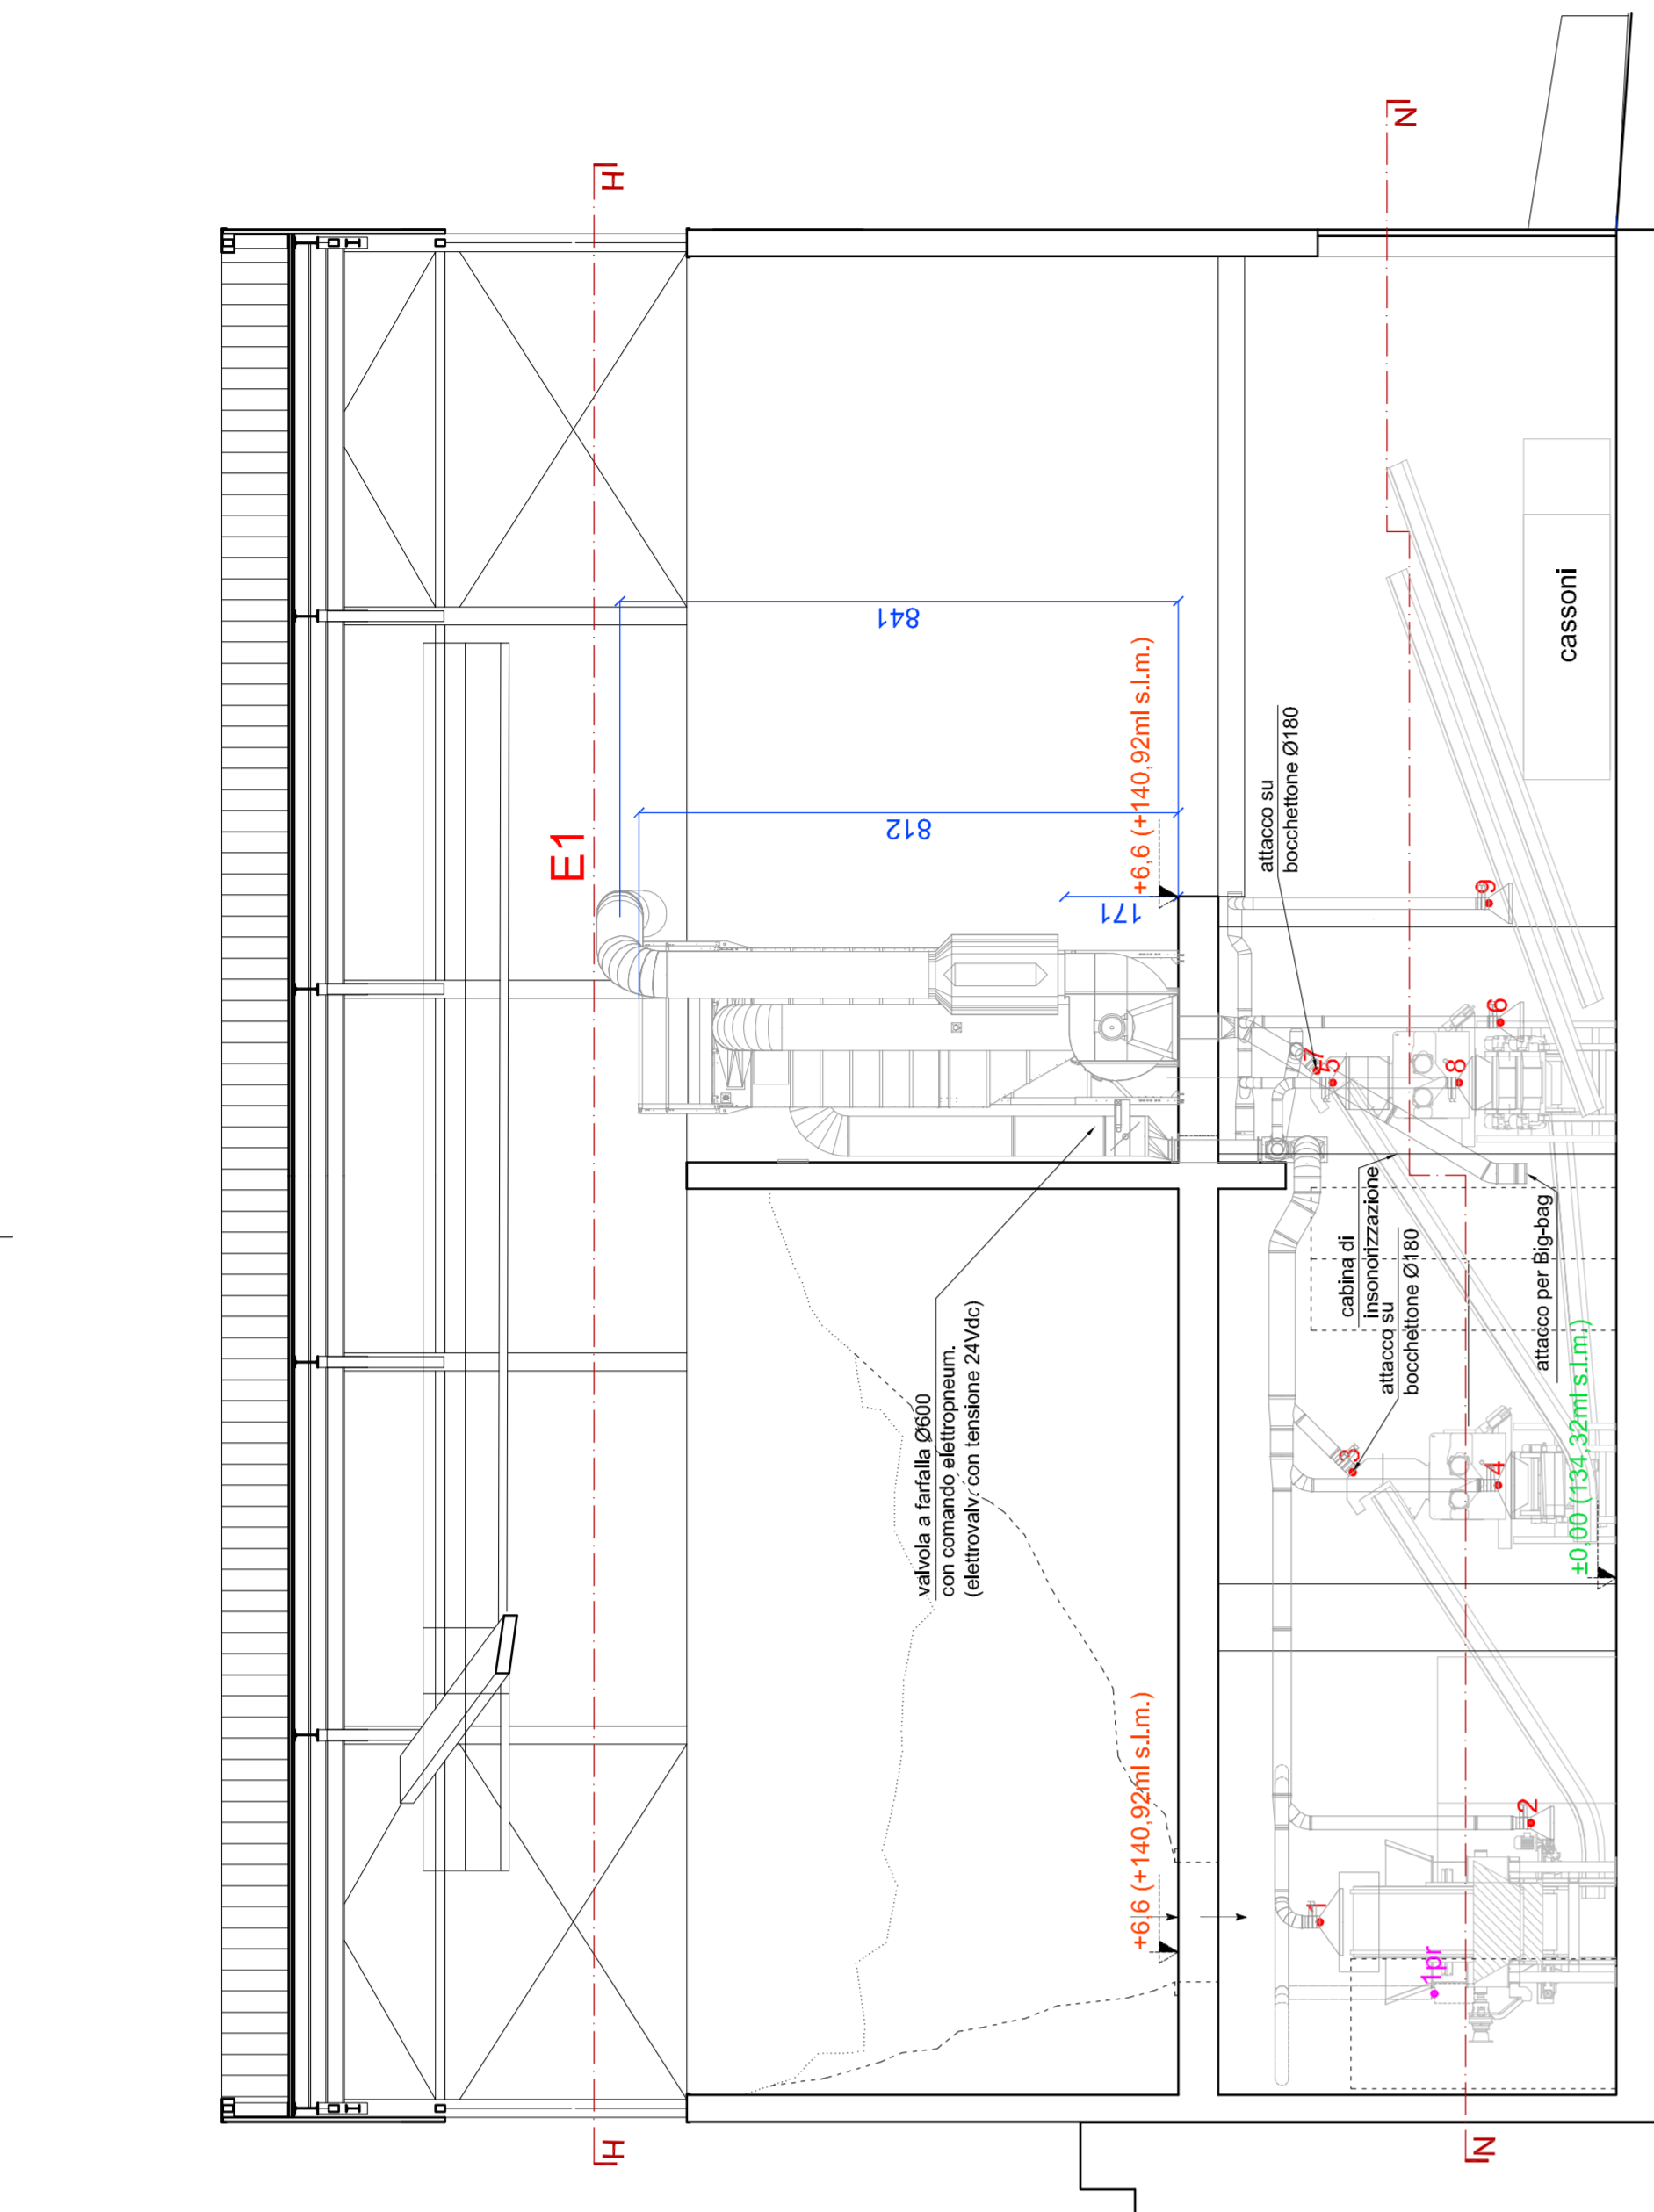 H
N
E1
841
812
171
+6,6 (+140,92ml s.l.m.)
attacco su
bocchettone Ø180
cassoni
9
6
7
5
8
cabina di
insonorizzazione
attacco su
bocchettone Ø180
attacco per Big-bag
±0,00 (134,32ml s.l.m.)
valvola a farfalla Ø600
con comando elettropneum.
(elettrovalv. con tensione 24Vdc)
3
4
+6,6 (+140,92ml s.l.m.)
2
1
1pr
H
N